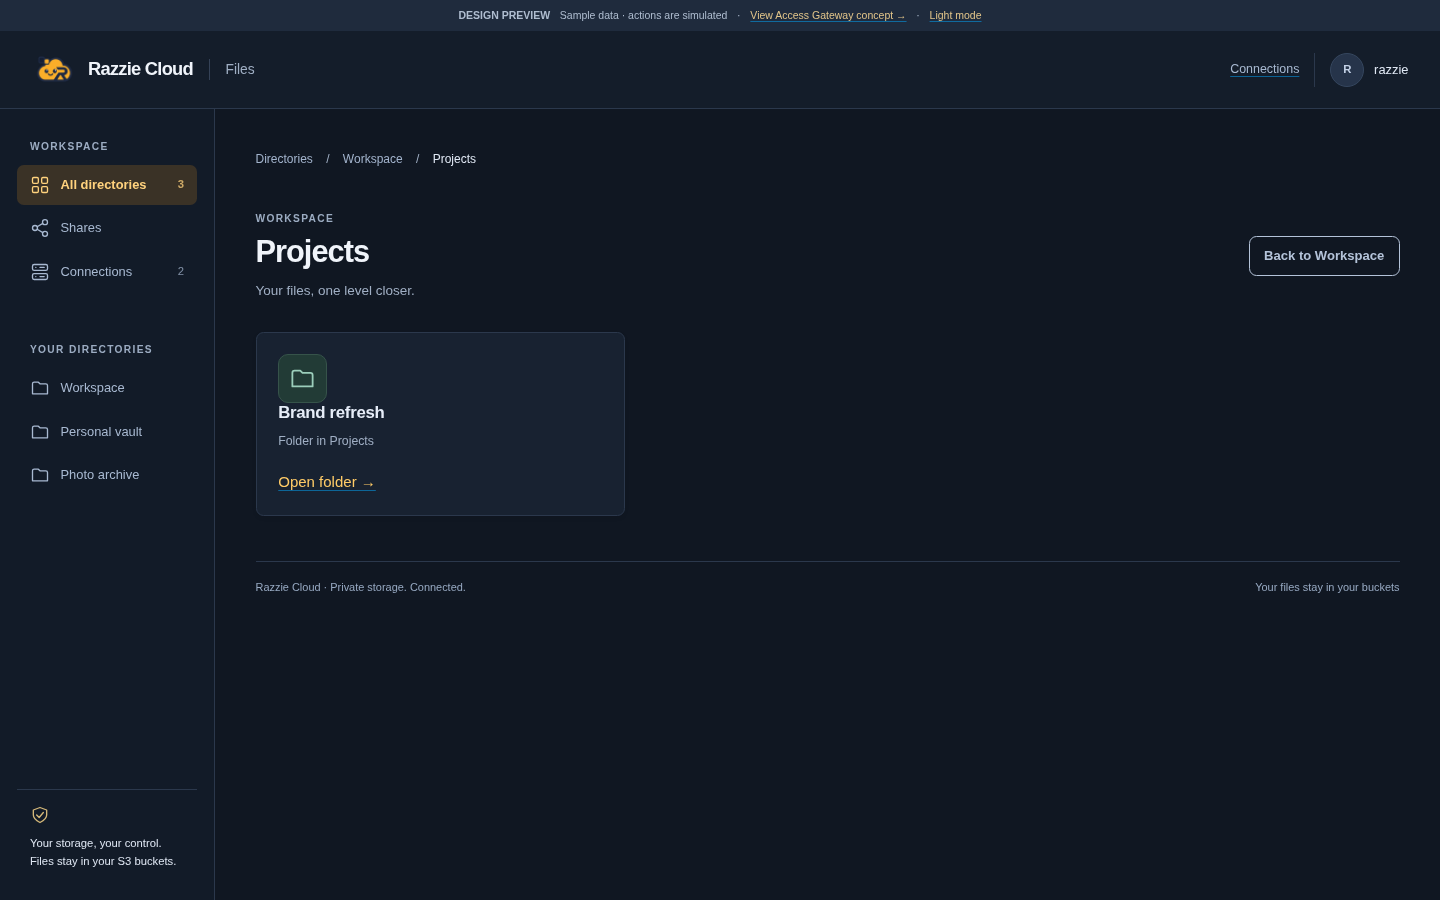 DESIGN PREVIEW Sample data · actions are simulated · View Access Gateway concept → · Light mode
Razzie Cloud Files
Connections R razzie
WORKSPACE
All directories 3
Shares
Connections 2
YOUR DIRECTORIES
Workspace
Personal vault
Photo archive
Your storage, your control.
Files stay in your S3 buckets.
Directories / Workspace / Projects
WORKSPACE
Projects
Your files, one level closer.
Back to Workspace
Brand refresh
Folder in Projects
Open folder →
Razzie Cloud · Private storage. Connected.
Your files stay in your buckets